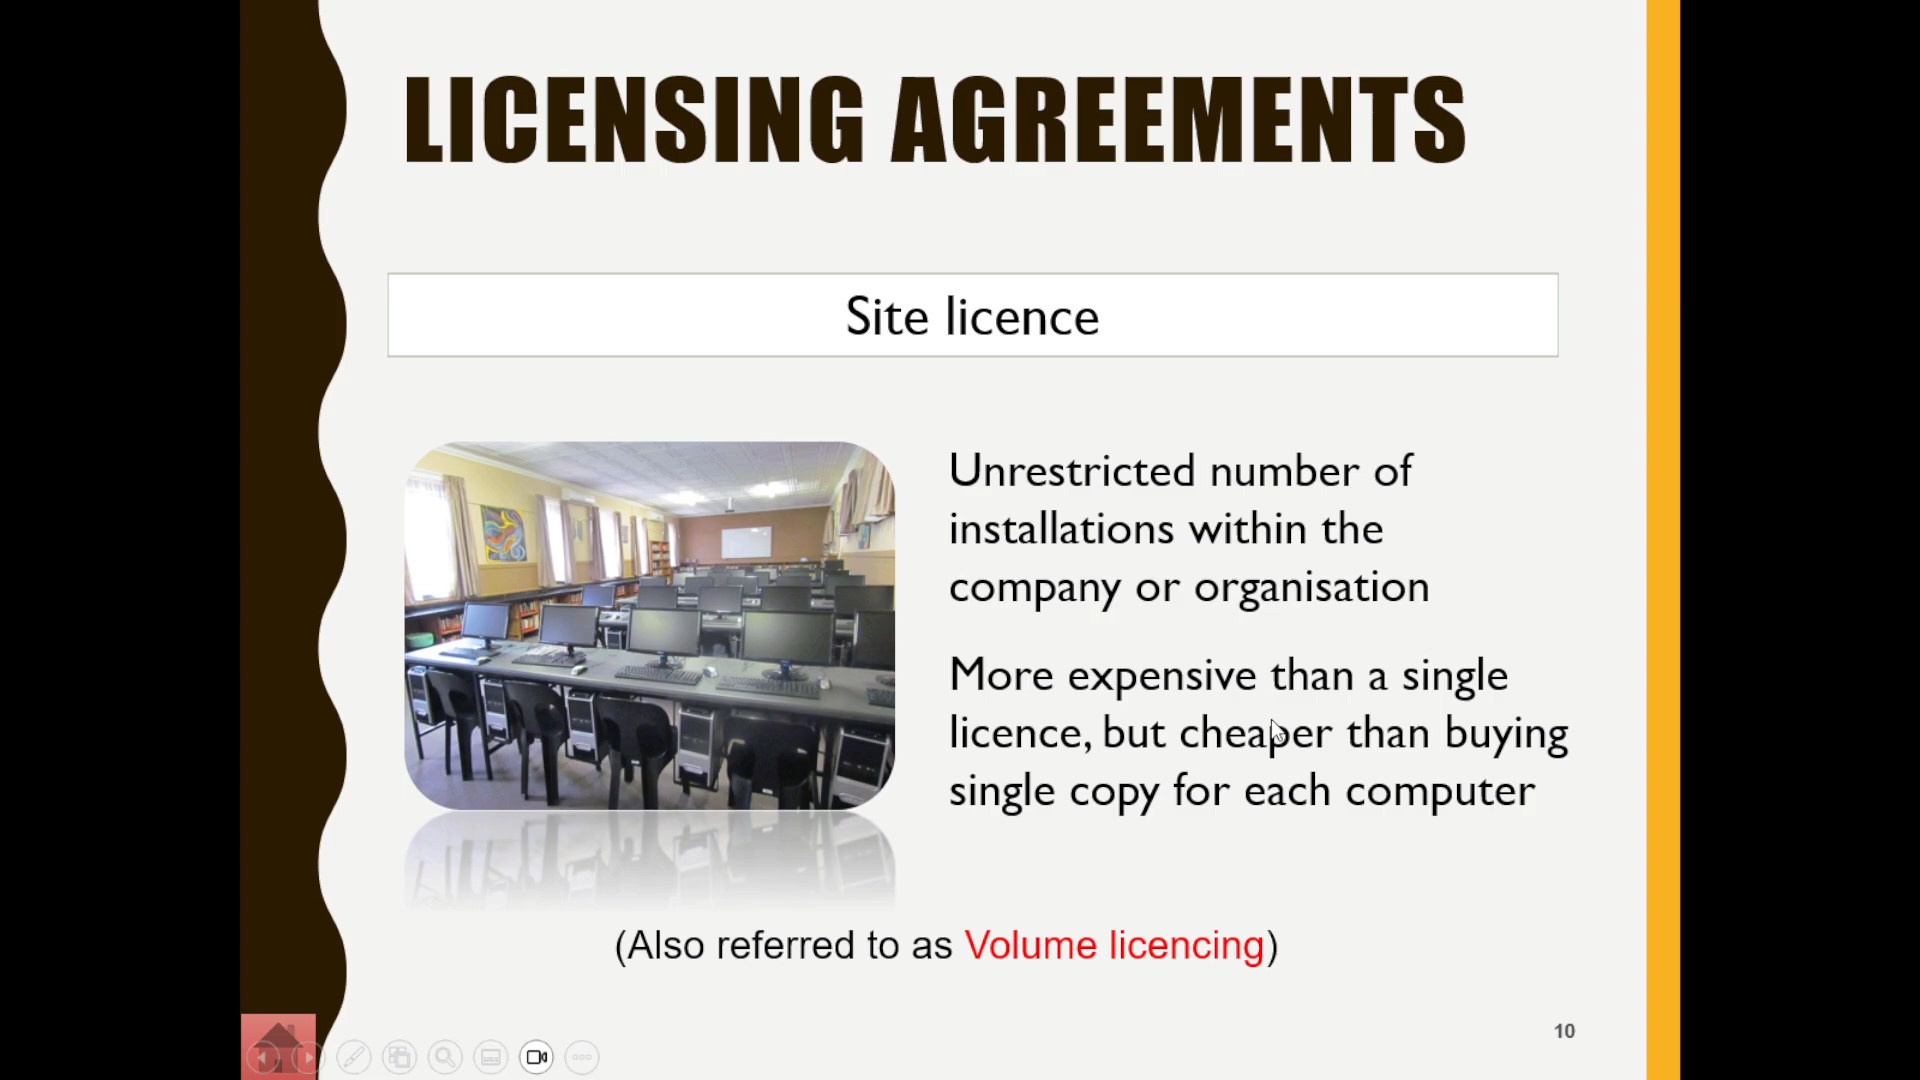 LICENSING AGREEMENTS
Site licence
Unrestricted number of
installations within the
company or organisation
More expensive than a single
licence, but cheaper than buying
single copy for each computer
(Also referred to as Volume licencing)
10